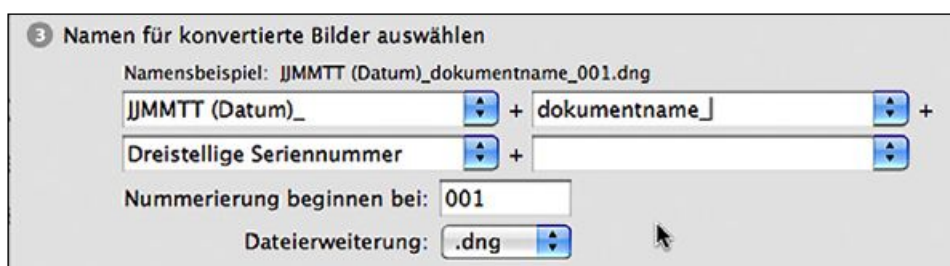 3 Namen für konvertierte Bilder auswählen
Namensbeispiel: JJMMTT (Datum)_dokumentname_001.dng
JJMMTT (Datum)_ + dokumentname_ +
Dreistellige Seriennummer +
Nummerierung beginnen bei: 001
Dateierweiterung: .dng